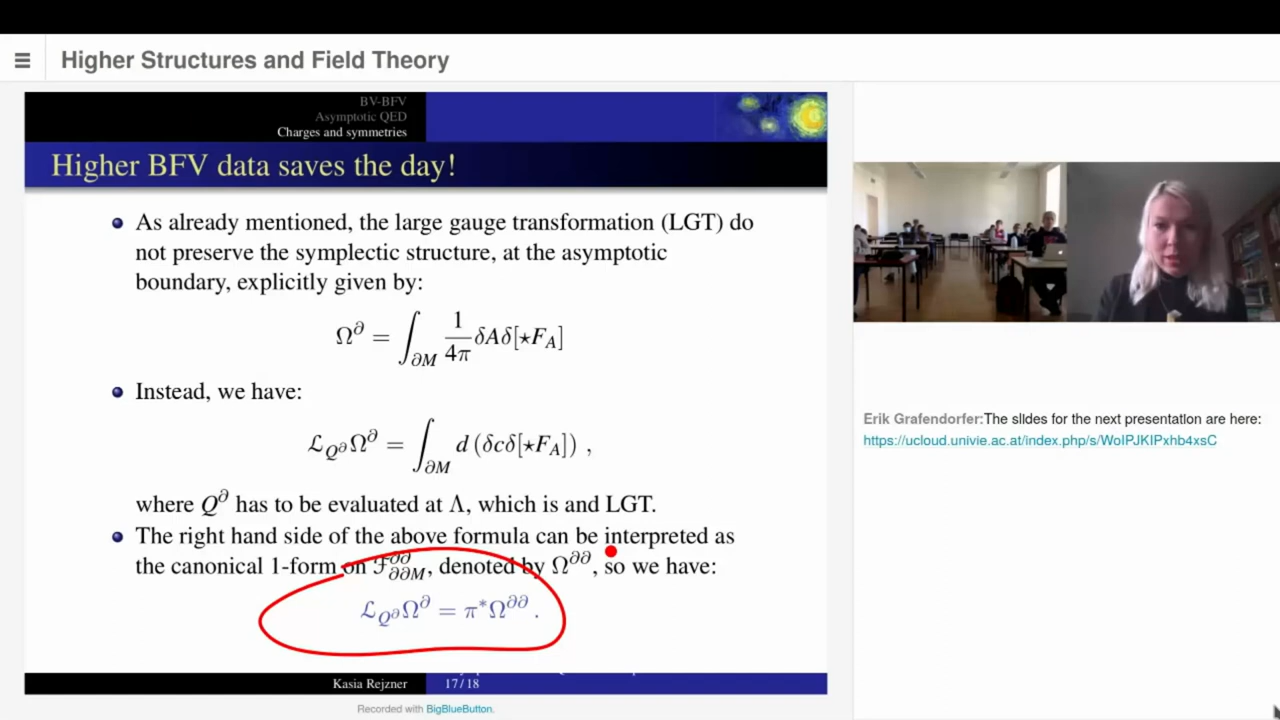 ☰ Higher Structures and Field Theory
BV-BFV
Asymptotic QED
Charges and symmetries
Higher BFV data saves the day!
As already mentioned, the large gauge transformation (LGT) do
not preserve the symplectic structure, at the asymptotic
boundary, explicitly given by:
Ω^∂ = ∫_{∂M} 1/4π δAδ[⋆F_A]
Instead, we have:
ℒ_{Q^∂}Ω^∂ = ∫_{∂M} d (δcδ[⋆F_A]) ,
where Q^∂ has to be evaluated at Λ, which is and LGT.
The right hand side of the above formula can be interpreted as
the canonical 1-form on ℱ^{∂∂}_{∂∂M}, denoted by Ω^{∂∂}, so we have:
ℒ_{Q^∂}Ω^∂ = π*Ω^{∂∂} .
Kasia Rejzner
17 / 18
Recorded with BigBlueButton.
Erik Grafendorfer:The slIdes for the next presentation are here:
https://ucloud.univie.ac.at/index.php/s/WoIPJKIPxhb4xsC